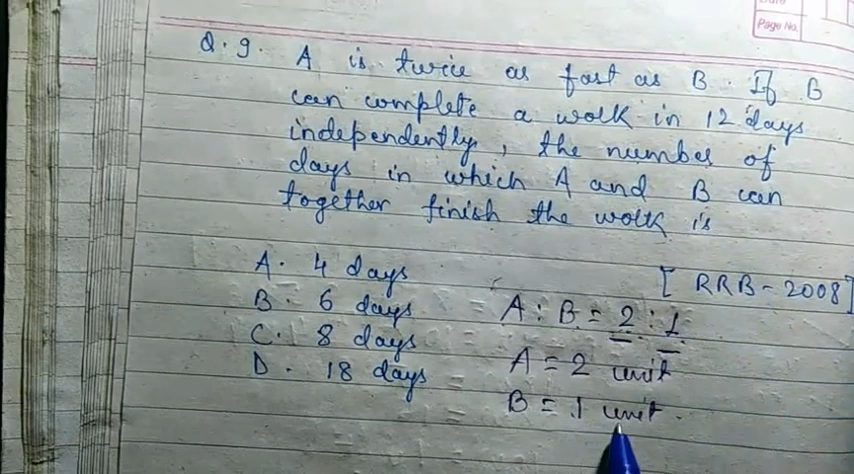 Page No.
Q.9. A is twice as fast as B. If B
can complete a work in 12 days
independently, the number of
days in which A and B can
together finish the work is
A. 4 days
[RRB-2008]
B. 6 days
A : B = 2 : 1
C. 8 days
A = 2 unit
D. 18 days
B = 1 unit.